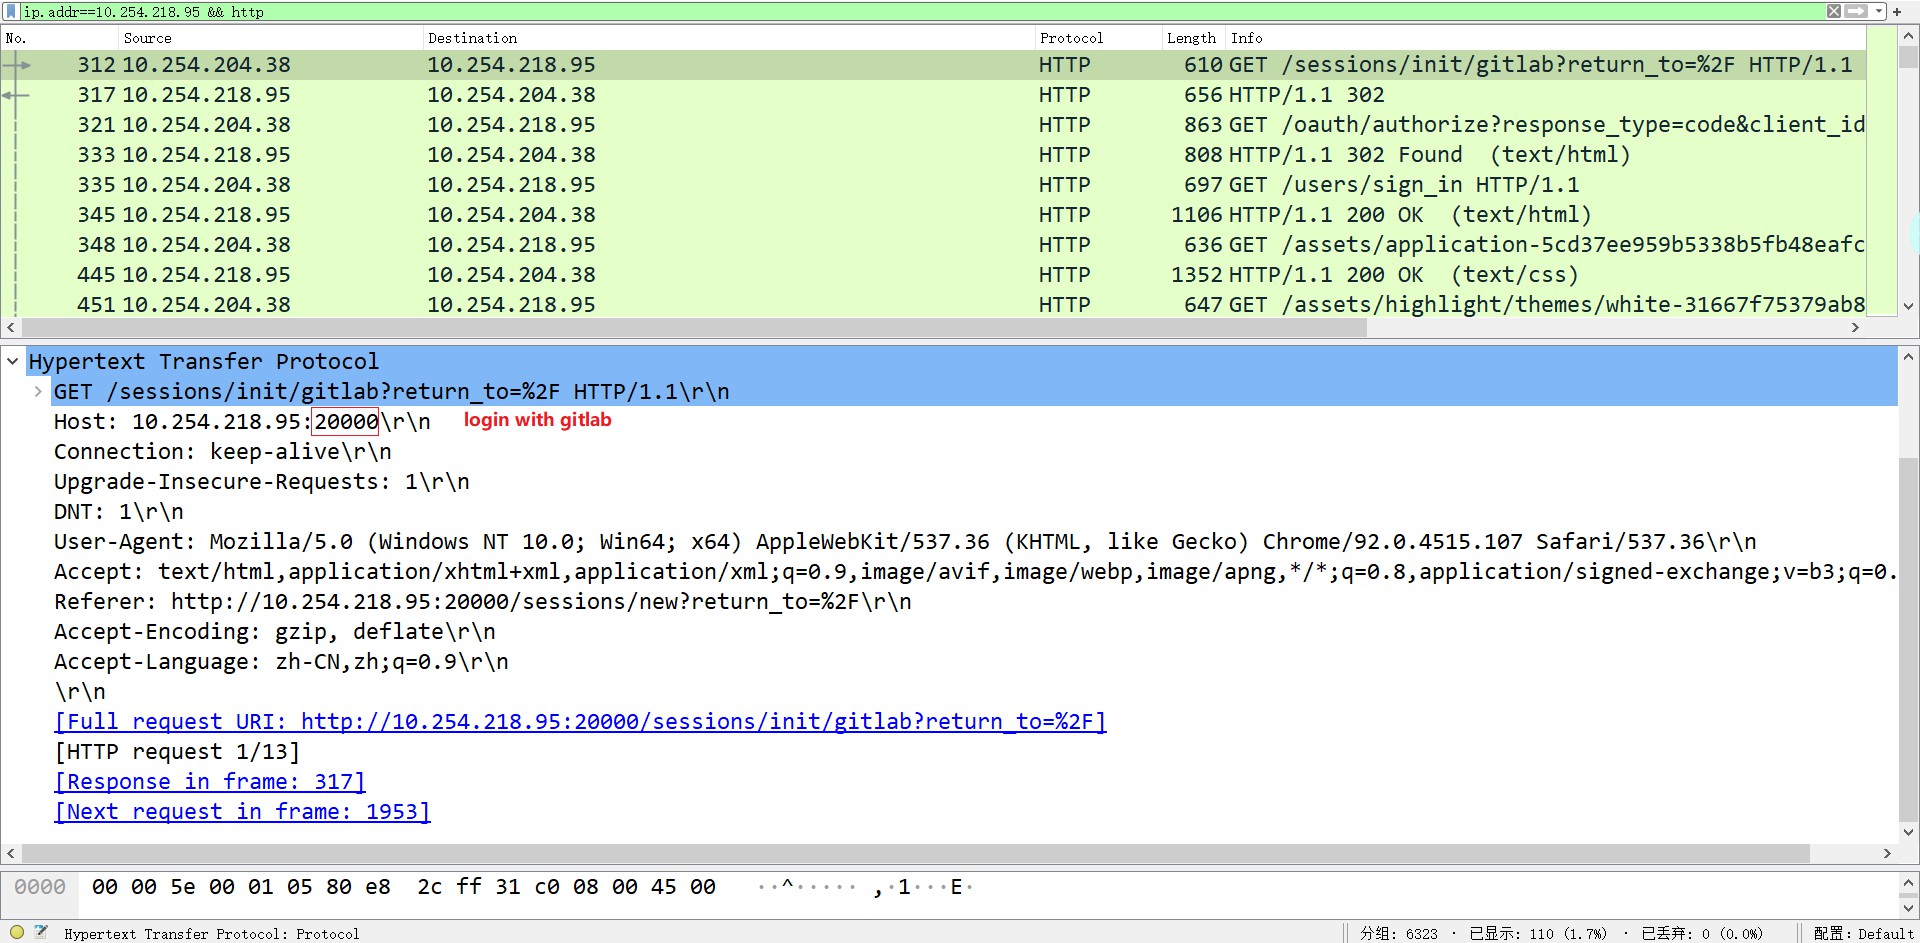 ip.addr==10.254.218.95 && http
No. Source Destination Protocol Length Info
312 10.254.204.38 10.254.218.95 HTTP 610 GET /sessions/init/gitlab?return_to=%2F HTTP/1.1
317 10.254.218.95 10.254.204.38 HTTP 656 HTTP/1.1 302
321 10.254.204.38 10.254.218.95 HTTP 863 GET /oauth/authorize?response_type=code&client_id
333 10.254.218.95 10.254.204.38 HTTP 808 HTTP/1.1 302 Found (text/html)
335 10.254.204.38 10.254.218.95 HTTP 697 GET /users/sign_in HTTP/1.1
345 10.254.218.95 10.254.204.38 HTTP 1106 HTTP/1.1 200 OK (text/html)
348 10.254.204.38 10.254.218.95 HTTP 636 GET /assets/application-5cd37ee959b5338b5fb48eafc
445 10.254.218.95 10.254.204.38 HTTP 1352 HTTP/1.1 200 OK (text/css)
451 10.254.204.38 10.254.218.95 HTTP 647 GET /assets/highlight/themes/white-31667f75379ab8
Hypertext Transfer Protocol
GET /sessions/init/gitlab?return_to=%2F HTTP/1.1\r\n
Host: 10.254.218.95:20000\r\n login with gitlab
Connection: keep-alive\r\n
Upgrade-Insecure-Requests: 1\r\n
DNT: 1\r\n
User-Agent: Mozilla/5.0 (Windows NT 10.0; Win64; x64) AppleWebKit/537.36 (KHTML, like Gecko) Chrome/92.0.4515.107 Safari/537.36\r\n
Accept: text/html,application/xhtml+xml,application/xml;q=0.9,image/avif,image/webp,image/apng,*/*;q=0.8,application/signed-exchange;v=b3;q=0.
Referer: http://10.254.218.95:20000/sessions/new?return_to=%2F\r\n
Accept-Encoding: gzip, deflate\r\n
Accept-Language: zh-CN,zh;q=0.9\r\n
\r\n
[Full request URI: http://10.254.218.95:20000/sessions/init/gitlab?return_to=%2F]
[HTTP request 1/13]
[Response in frame: 317]
[Next request in frame: 1953]
0000 00 00 5e 00 01 05 80 e8 2c ff 31 c0 08 00 45 00 ··^····· ,·1···E·
Hypertext Transfer Protocol: Protocol 分组: 6323 · 已显示: 110 (1.7%) · 已丢弃: 0 (0.0%) 配置: Default